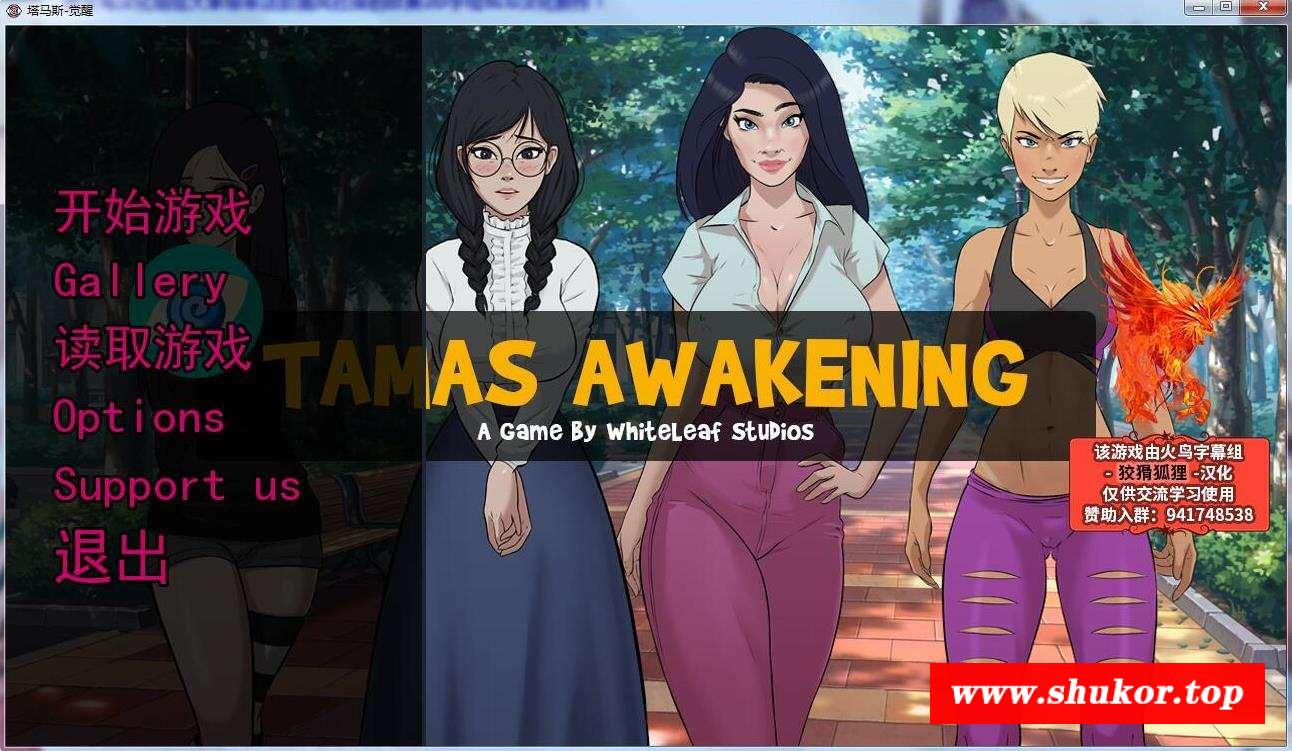 塔马斯-觉醒
开始游戏
Gallery
读取游戏
Options
Support us
退出
TAMAS AWAKENING
A Game By WhiteLeaf Studios
该游戏由火鸟字幕组
- 狡猾狐狸 -汉化
仅供交流学习使用
赞助入群：941748538
www.shukor.top